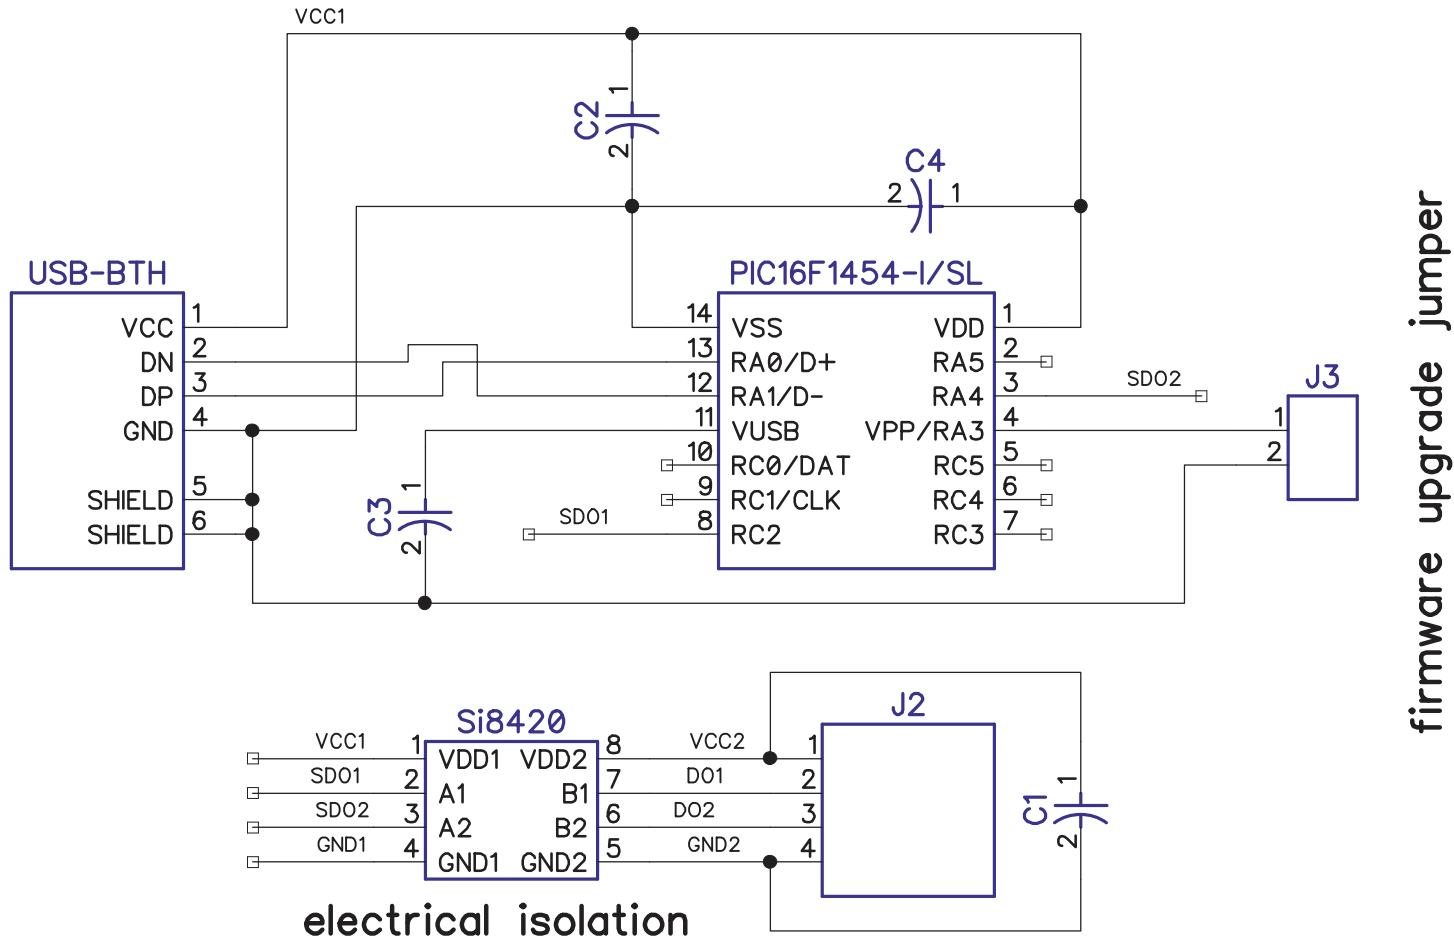 VCC1
1
C2
2
C4
2 1
USB-BTH
VCC 1
DN 2
DP 3
GND 4
SHIELD 5
SHIELD 6
PIC16F1454-I/SL
14 VSS VDD 1
13 RA0/D+ RA5 2
12 RA1/D- RA4 3 SDO2
11 VUSB VPP/RA3 4
10 RC0/DAT RC5 5
9 RC1/CLK RC4 6
SDO1 8 RC2 RC3 7
1
C3
2
J3
1
2
firmware upgrade jumper
Si8420
VCC1 1 VDD1 VDD2 8 VCC2 1
SDO1 2 A1 B1 7 DO1 2
SDO2 3 A2 B2 6 DO2 3
GND1 4 GND1 GND2 5 GND2 4
J2
1
C1
2
electrical isolation